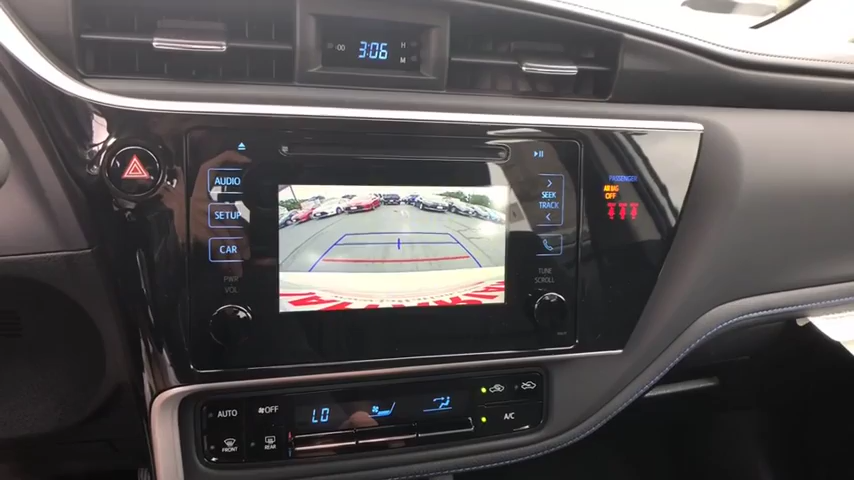 :00 3:06 H
M
AUDIO
SETUP
CAR
PWR
VOL
SEEK
TRACK
TUNE
SCROLL
PASSENGER
AIR BAG
OFF
AUTO
OFF
FRONT
REAR
LO
A/C